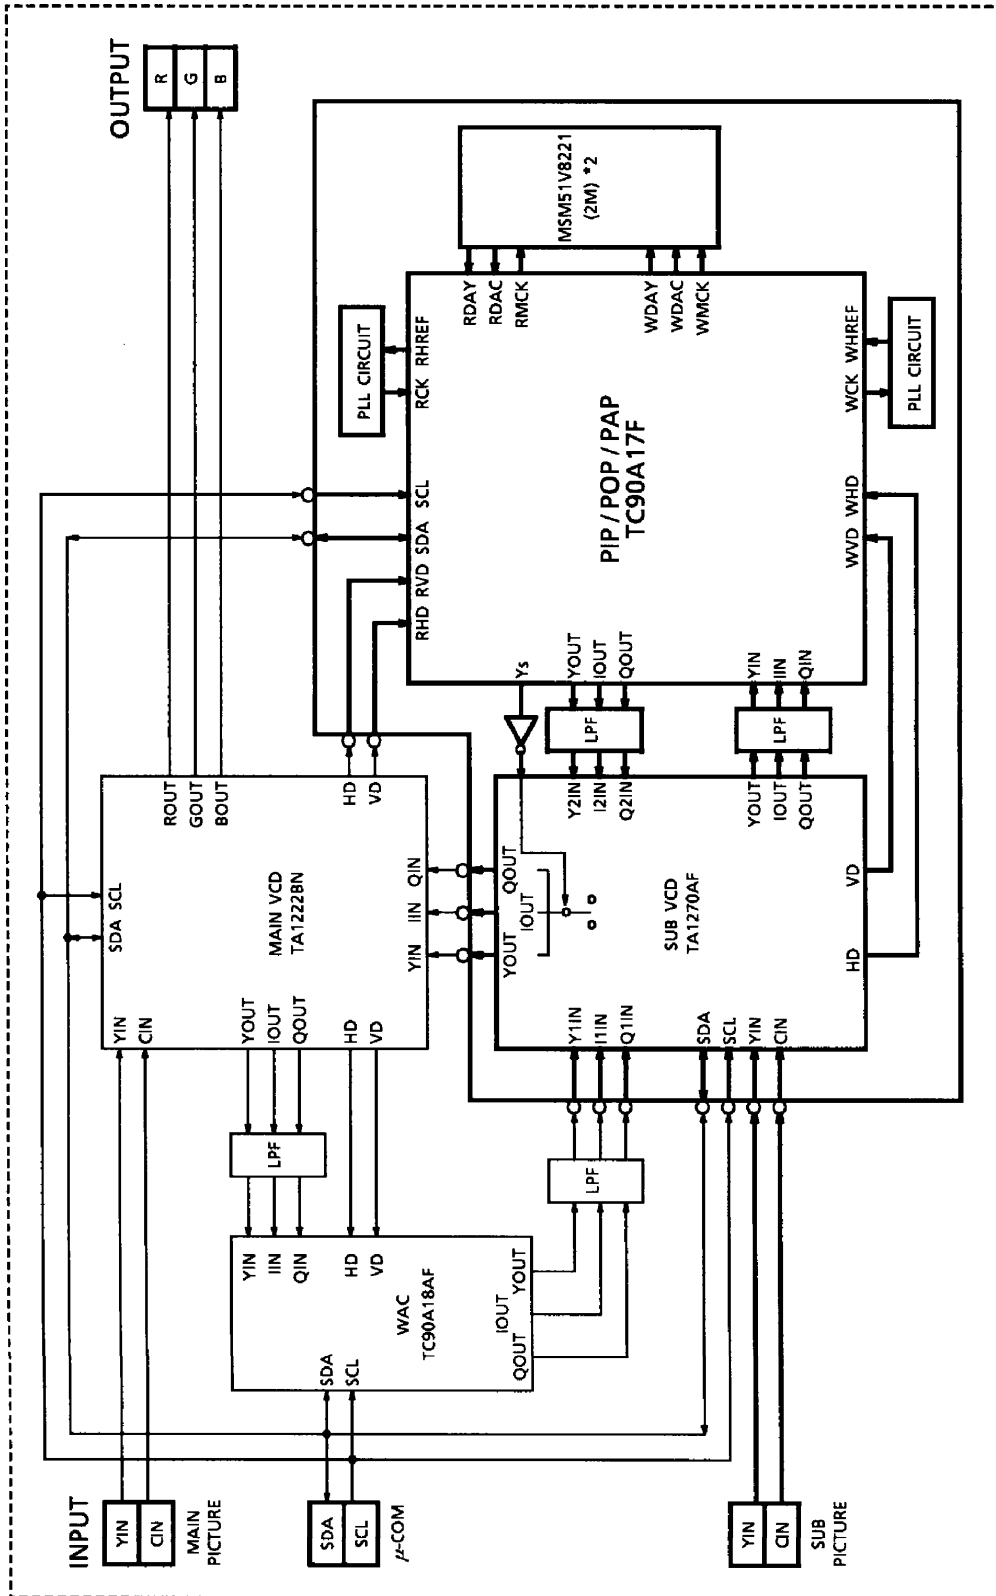 INPUT
YIN
CIN
MAIN
PICTURE
SDA
SCL
μ-COM
YIN
CIN
SUB
PICTURE
WAC
TC90A18AF
SDA
SCL
YIN
IIN
QIN
HD
VD
YOUT
IOUT
QOUT
LPF
LPF
MAIN VCD
TA1222BN
YIN
CIN
SDA SCL
YOUT
IOUT
QOUT
HD
VD
YIN
IIN
QIN
ROUT
GOUT
BOUT
HD
VD
SUB VCD
TA1270AF
Y1IN
I1IN
Q1IN
SDA
SCL
YIN
CIN
YOUT
IOUT
QOUT
HD
VD
Y2IN
I2IN
Q2IN
YOUT
IOUT
QOUT
LPF
LPF
PIP / POP / PAP
TC90A17F
Ys
YOUT
IOUT
QOUT
YIN
IIN
QIN
RHD RVD SDA SCL
RCK RHREF
WVD WHD
WCK WHREF
PLL CIRCUIT
PLL CIRCUIT
RDAY
RDAC
RMCK
WDAY
WDAC
WMCK
MSM51V8221
(2M) *2
OUTPUT
R
G
B